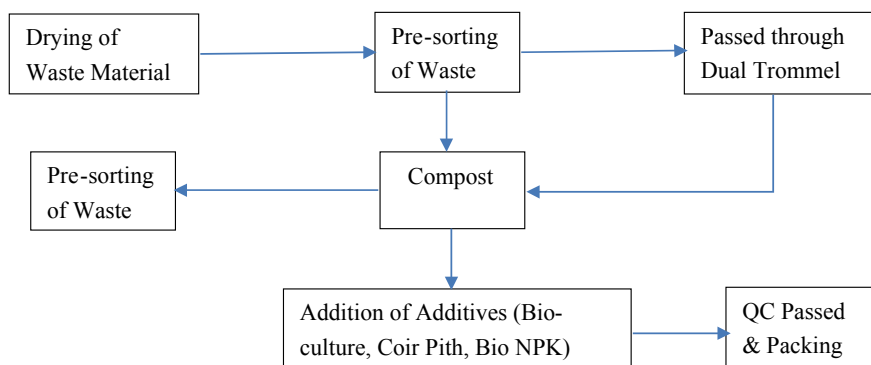 Drying of
Waste Material
Pre-sorting
of Waste
Passed through
Dual Trommel
Pre-sorting
of Waste
Compost
Addition of Additives (Bio-
culture, Coir Pith, Bio NPK)
QC Passed
& Packing